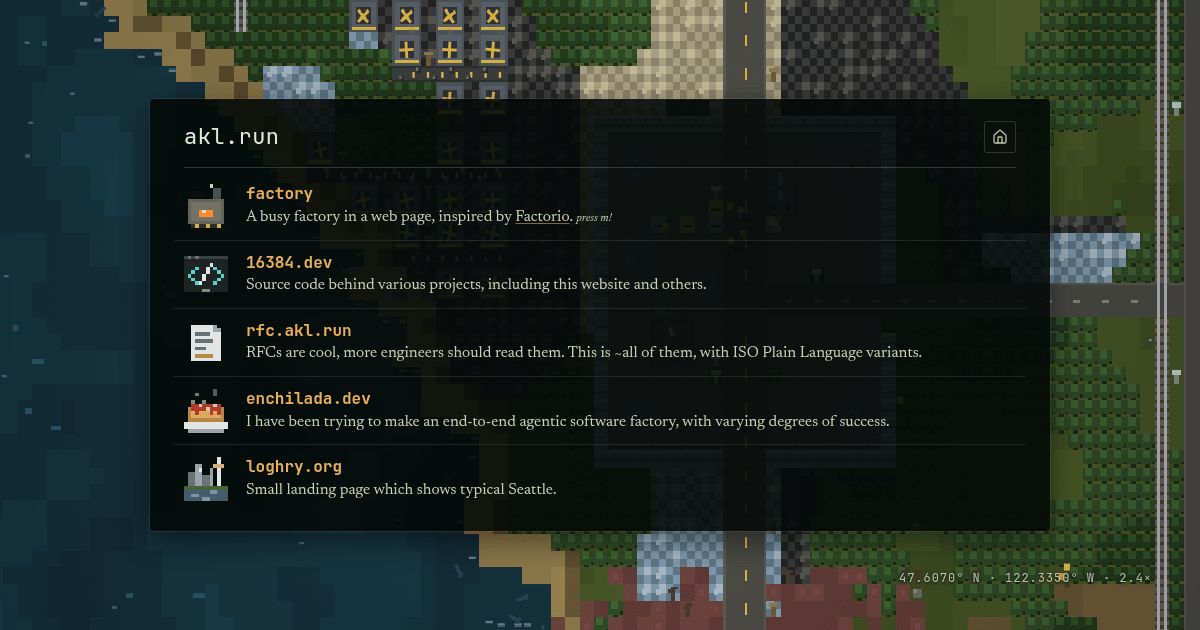 akl.run
factory
A busy factory in a web page, inspired by Factorio. press m!
16384.dev
Source code behind various projects, including this website and others.
rfc.akl.run
RFCs are cool, more engineers should read them. This is ~all of them, with ISO Plain Language variants.
enchilada.dev
I have been trying to make an end-to-end agentic software factory, with varying degrees of success.
loghry.org
Small landing page which shows typical Seattle.
47.6070° N · 122.3350° W · 2.4×